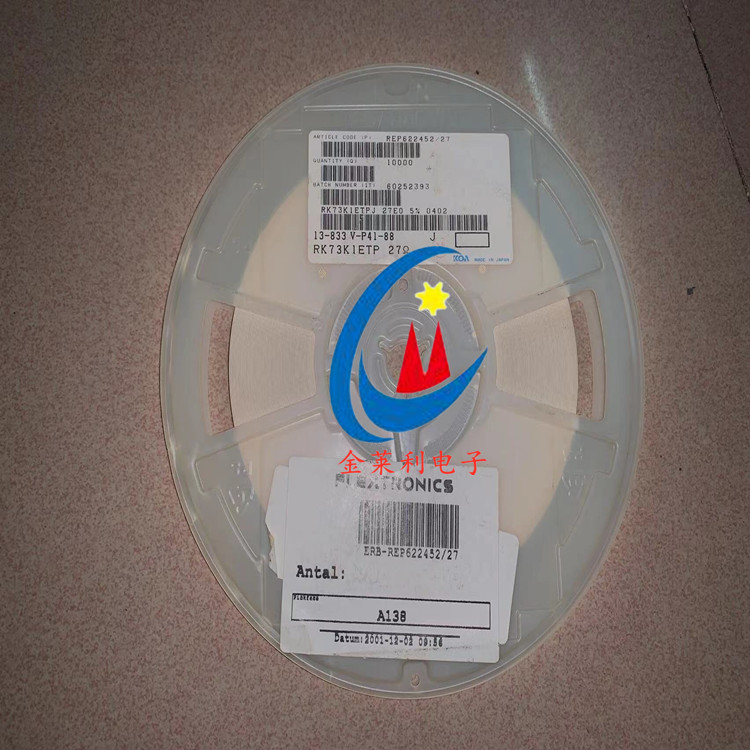 ARTICLE CODE (P) REP622452/27
QUANTITY (Q) 10000
BATCH NUMBER (1T) 60252393
RK73K1ETPJ 27E0 5% 0402
13-833 V-P41-88 J
RK73K1ETP 27Ω
KOA MADE IN JAPAN
金莱利电子
FLEXTRONICS
ERB-REP622452/27
Antal:
A138
Datum:2001-12-02 09:56